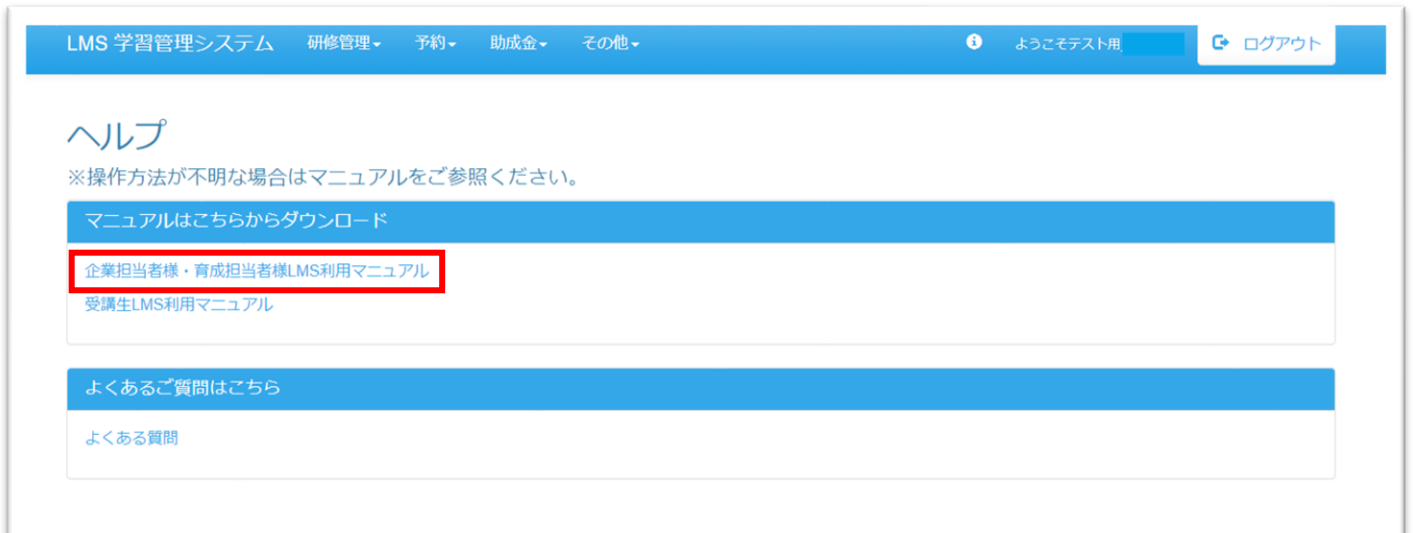 LMS 学習管理システム 研修管理 予約 助成金 その他 ようこそテスト用 ログアウト
ヘルプ
※操作方法が不明な場合はマニュアルをご参照ください。
マニュアルはこちらからダウンロード
企業担当者様・育成担当者様LMS利用マニュアル
受講生LMS利用マニュアル
よくあるご質問はこちら
よくある質問